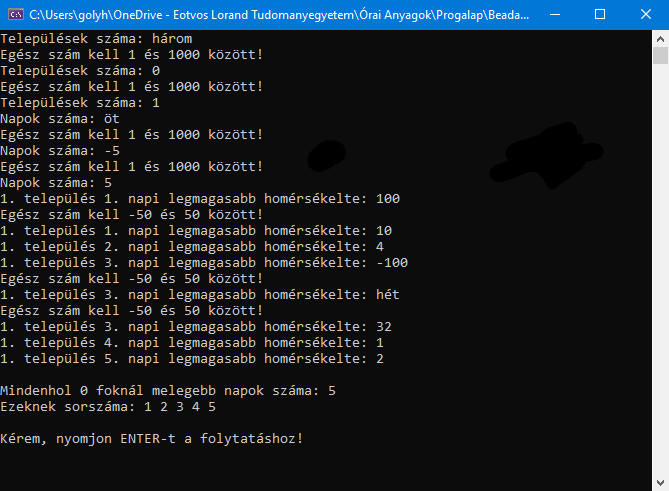 C:\Users\golyh\OneDrive - Eotvos Lorand Tudomanyegyetem\Órai Anyagok\Progalap\Beada...
Települések száma: három
Egész szám kell 1 és 1000 között!
Települések száma: 0
Egész szám kell 1 és 1000 között!
Települések száma: 1
Napok száma: öt
Egész szám kell 1 és 1000 között!
Napok száma: -5
Egész szám kell 1 és 1000 között!
Napok száma: 5
1. település 1. napi legmagasabb homérsékelte: 100
Egész szám kell -50 és 50 között!
1. település 1. napi legmagasabb homérsékelte: 10
1. település 2. napi legmagasabb homérsékelte: 4
1. település 3. napi legmagasabb homérsékelte: -100
Egész szám kell -50 és 50 között!
1. település 3. napi legmagasabb homérsékelte: hét
Egész szám kell -50 és 50 között!
1. település 3. napi legmagasabb homérsékelte: 32
1. település 4. napi legmagasabb homérsékelte: 1
1. település 5. napi legmagasabb homérsékelte: 2
Mindenhol 0 foknál melegebb napok száma: 5
Ezeknek sorszáma: 1 2 3 4 5
Kérem, nyomjon ENTER-t a folytatáshoz!